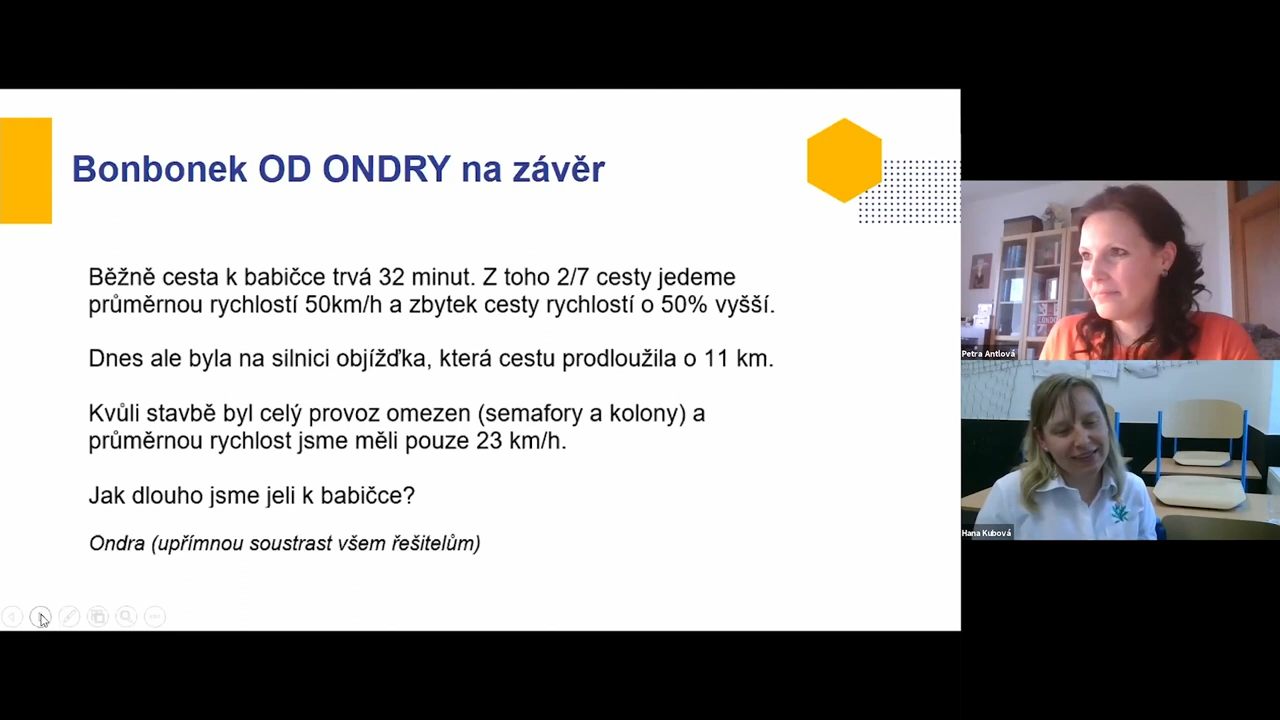 Bonbonek OD ONDRY na závěr
Běžně cesta k babičce trvá 32 minut. Z toho 2/7 cesty jedeme
průměrnou rychlostí 50km/h a zbytek cesty rychlostí o 50% vyšší.
Dnes ale byla na silnici objížďka, která cestu prodloužila o 11 km.
Kvůli stavbě byl celý provoz omezen (semafory a kolony) a
průměrnou rychlost jsme měli pouze 23 km/h.
Jak dlouho jsme jeli k babičce?
Ondra (upřímnou soustrast všem řešitelům)
Petra Antlová
Hana Kubová